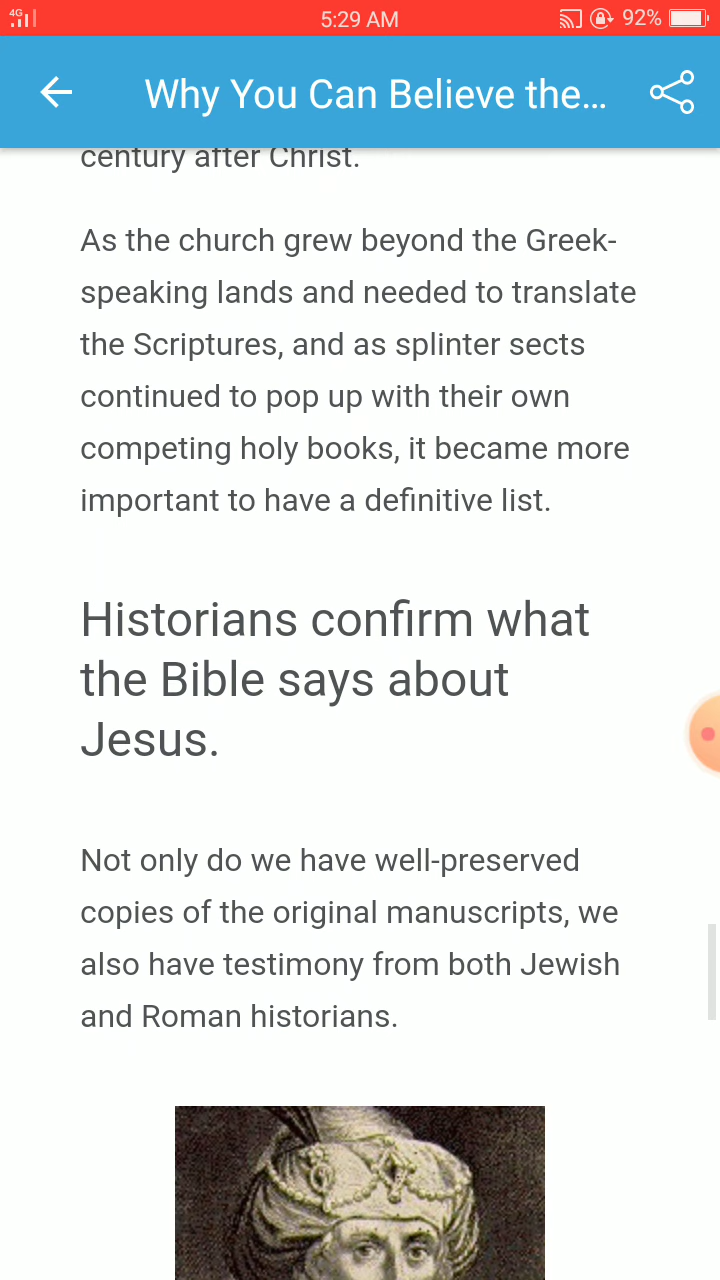 4G 5:29 AM 92%
Why You Can Believe the...
century after Christ.
As the church grew beyond the Greek-
speaking lands and needed to translate
the Scriptures, and as splinter sects
continued to pop up with their own
competing holy books, it became more
important to have a definitive list.
Historians confirm what
the Bible says about
Jesus.
Not only do we have well-preserved
copies of the original manuscripts, we
also have testimony from both Jewish
and Roman historians.